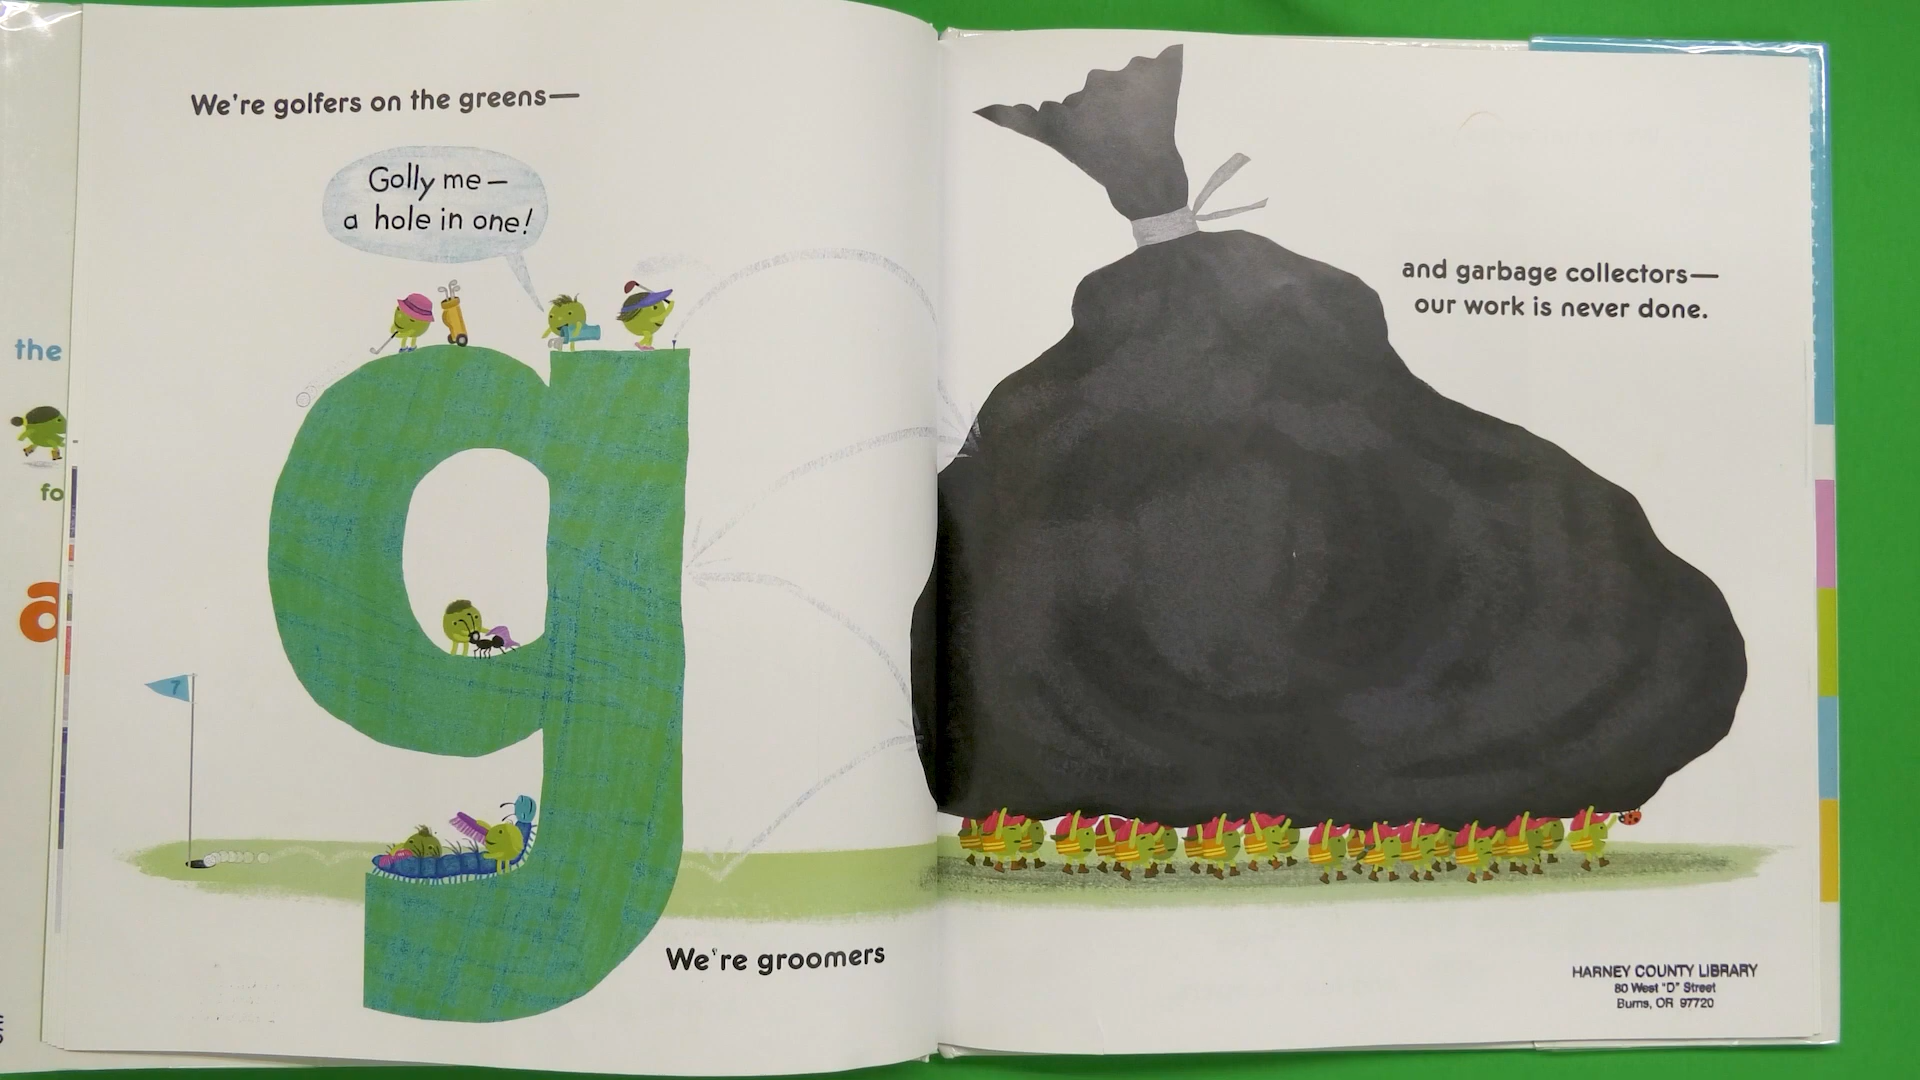 the
fo
a
We're golfers on the greens—
Golly me—
a hole in one!
g
7
We're groomers
and garbage collectors—
our work is never done.
HARNEY COUNTY LIBRARY
80 West "D" Street
Burns, OR 97720